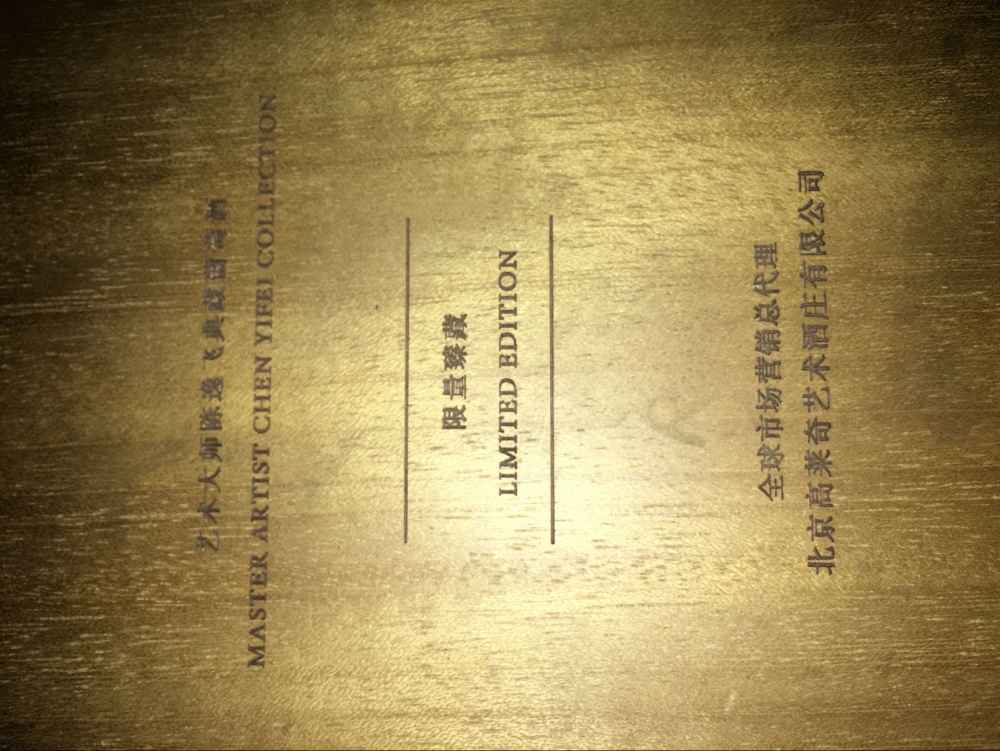 艺术大师陈逸飞典藏葡萄酒
MASTER ARTIST CHEN YIFEI COLLECTION
限量臻藏
LIMITED EDITION
全球市场营销总代理
北京高莱奇艺术酒庄有限公司